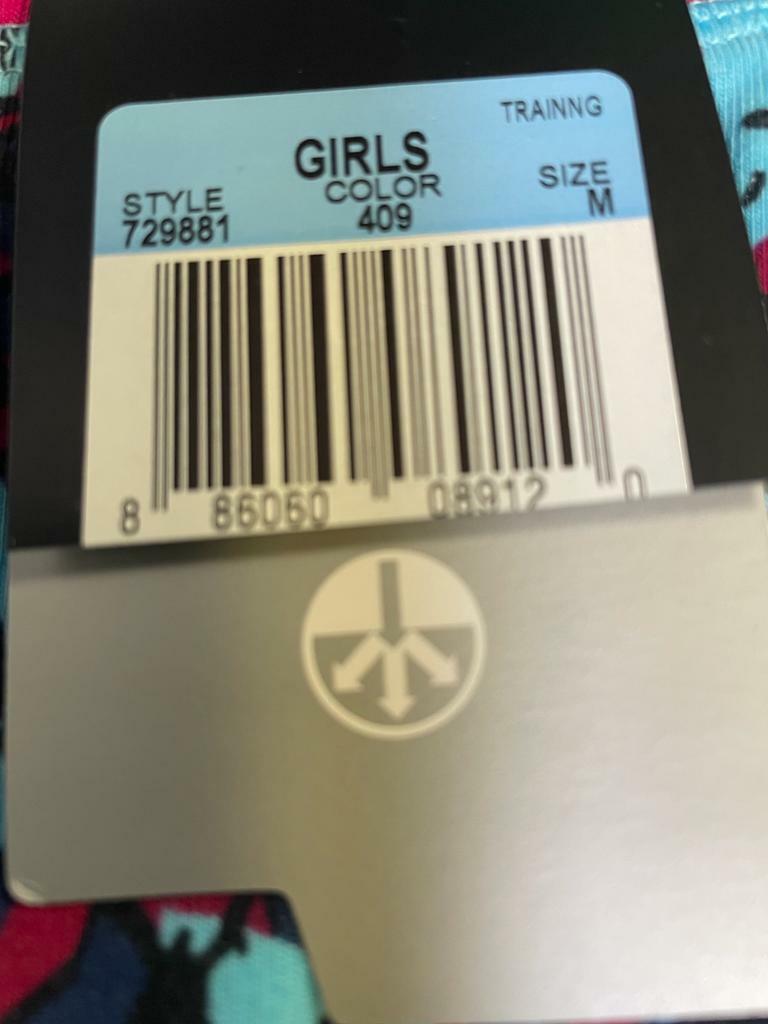 TRAINNG
GIRLS
STYLE COLOR SIZE
729881 409 M
8 86060 08912 0